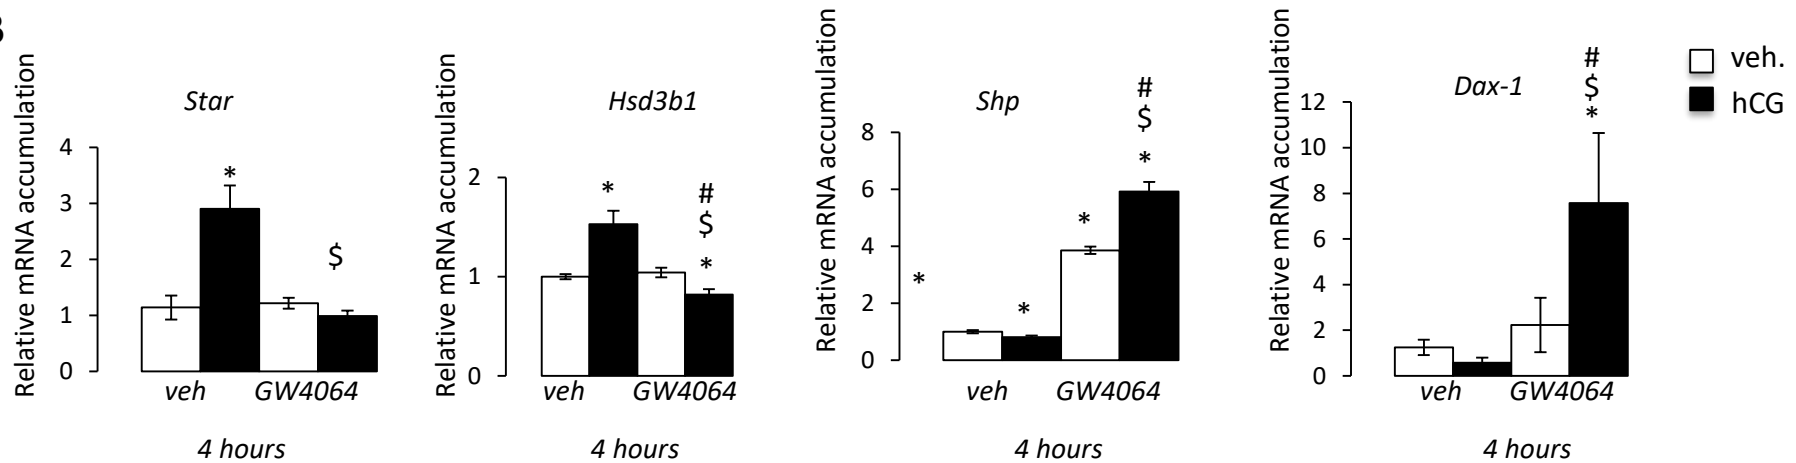 B
Relative mRNA accumulation
Star
4
3
2
1
0
*
$
veh GW4064
4 hours
Relative mRNA accumulation
Hsd3b1
2
1
0
*
#
$
*
veh GW4064
4 hours
Relative mRNA accumulation
Shp
8
6
4
2
0
*
*
*
#
$
*
veh GW4064
4 hours
Relative mRNA accumulation
Dax-1
12
10
8
6
4
2
0
#
$
*
veh GW4064
4 hours
veh.
hCG